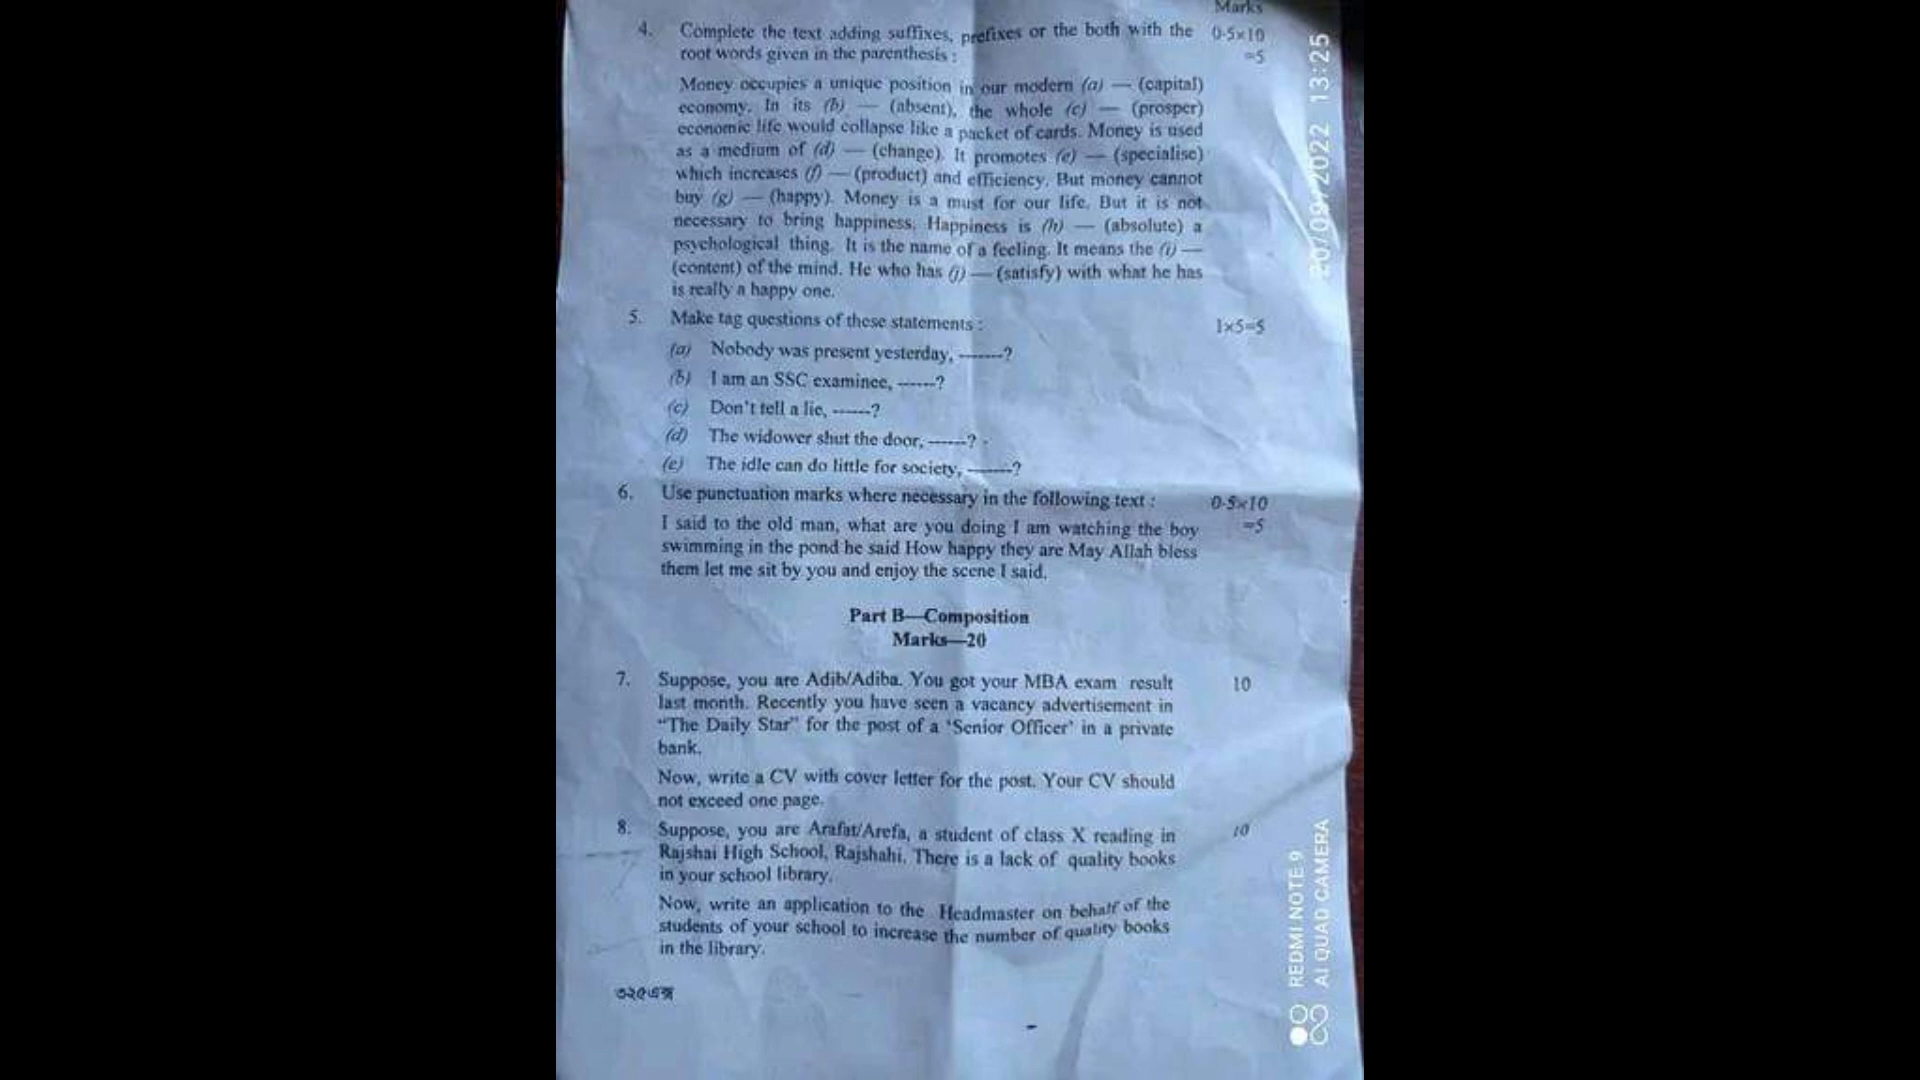 Marks
4. Complete the text adding suffixes, prefixes or the both with the 0·5×10
root words given in the parenthesis : =5
Money occupies a unique position in our modern (a) — (capital)
economy. In its (b) — (absent), the whole (c) — (prosper)
economic life would collapse like a packet of cards. Money is used
as a medium of (d) — (change). It promotes (e) — (specialise)
which increases (f) — (product) and efficiency. But money cannot
buy (g) — (happy). Money is a must for our life. But it is not
necessary to bring happiness. Happiness is (h) — (absolute) a
psychological thing. It is the name of a feeling. It means the (i) —
(content) of the mind. He who has (j) — (satisfy) with what he has
is really a happy one.
5. Make tag questions of these statements : 1×5=5
(a) Nobody was present yesterday, -------?
(b) I am an SSC examinee, ------?
(c) Don't tell a lie, ------?
(d) The widower shut the door, ------?
(e) The idle can do little for society, -------?
6. Use punctuation marks where necessary in the following text : 0·5×10
I said to the old man, what are you doing I am watching the boy =5
swimming in the pond he said How happy they are May Allah bless
them let me sit by you and enjoy the scene I said.
Part B—Composition
Marks—20
7. Suppose, you are Adib/Adiba. You got your MBA exam result 10
last month. Recently you have seen a vacancy advertisement in
"The Daily Star" for the post of a 'Senior Officer' in a private
bank.
Now, write a CV with cover letter for the post. Your CV should
not exceed one page.
8. Suppose, you are Arafat/Arefa, a student of class X reading in 10
Rajshai High School, Rajshahi. There is a lack of quality books
in your school library.
Now, write an application to the Headmaster on behalf of the
students of your school to increase the number of quality books
in the library.
৩২৫এক্স
20/09/2022 13:25
REDMI NOTE 9
AI QUAD CAMERA